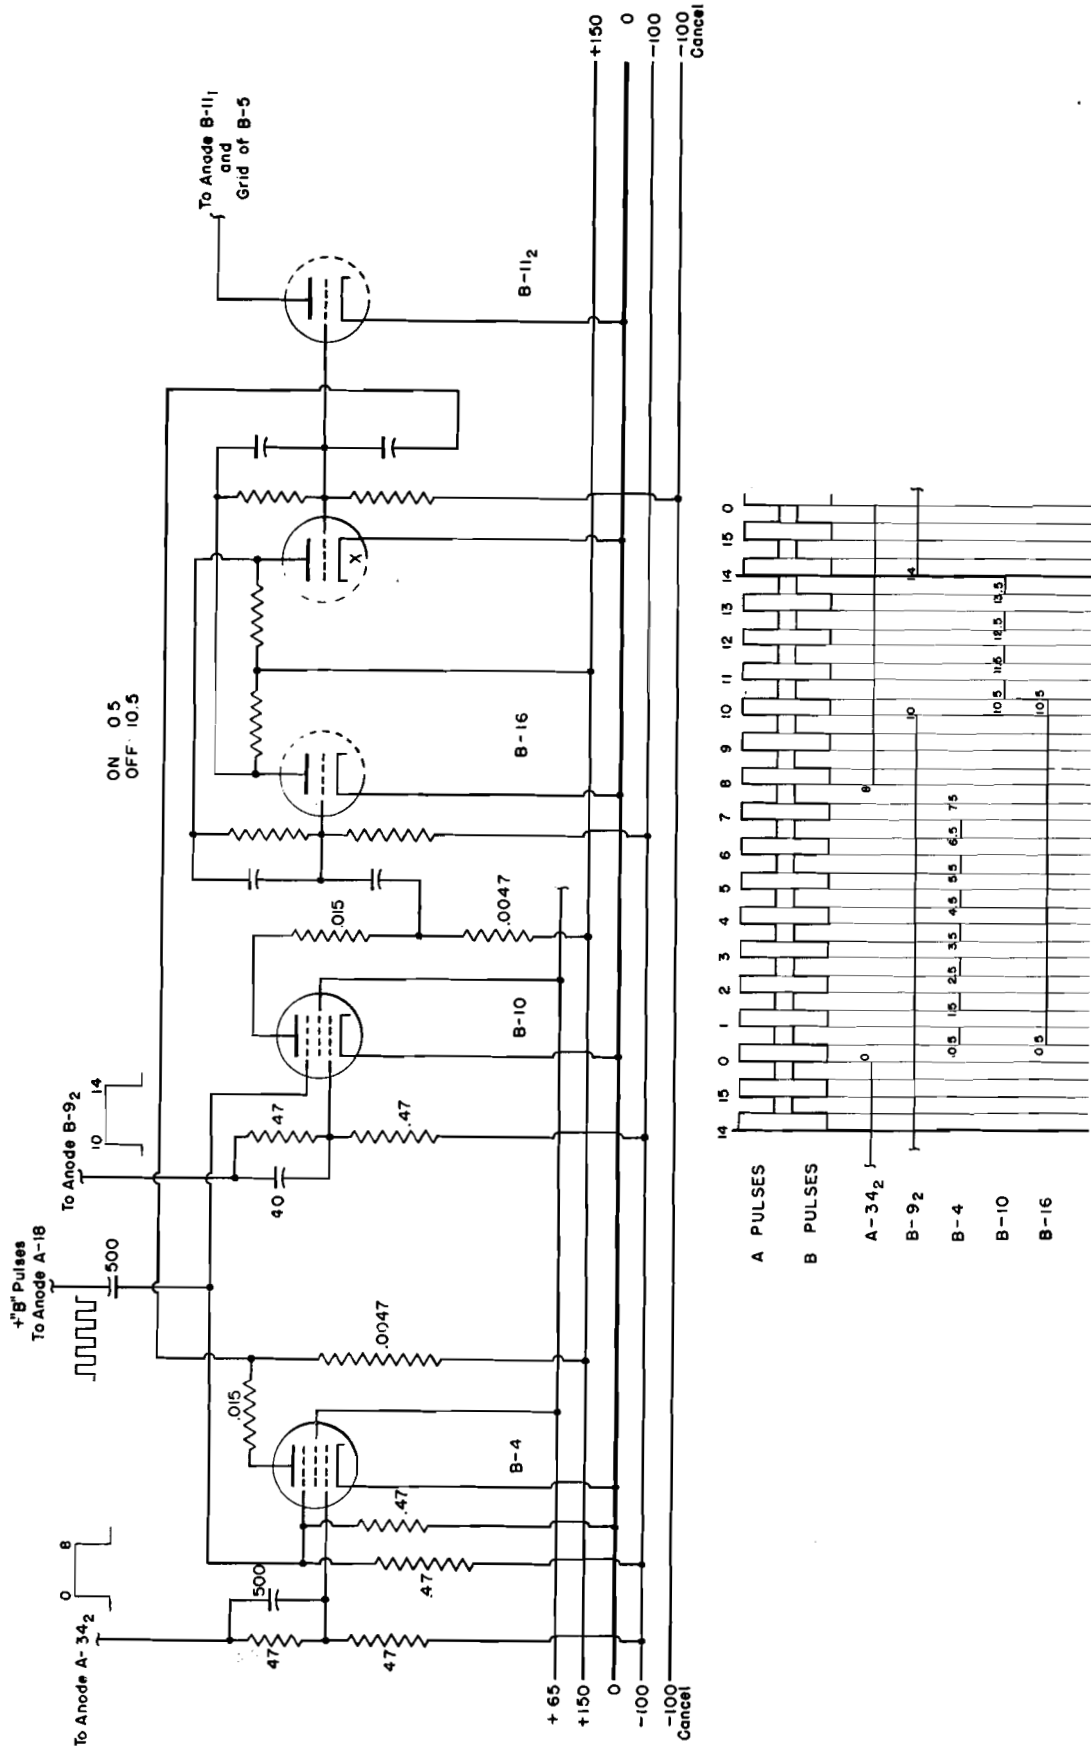 To Anode A-34₂
0 8
+"B" Pulses
To Anode A-18
500
To Anode B-9₂
10 14
ON 0.5
OFF 10.5
To Anode B-11₁
and
Grid of B-5
47
500
47
.47
.47
.015
.0047
B-4
40
.47
.47
B-10
.015
.0047
B-16
X
B-11₂
+65
+150
0
-100
-100
Cancel
+150
0
-100
-100
Cancel
14 15 0 1 2 3 4 5 6 7 8 9 10 11 12 13 14 15 0
A PULSES
B PULSES
A-34₂ 0 8
B-9₂ 10 14
B-4 0.5 1.5 2.5 3.5 4.5 5.5 6.5 7.5
B-10 10.5 11.5 12.5 13.5
B-16 0.5 10.5